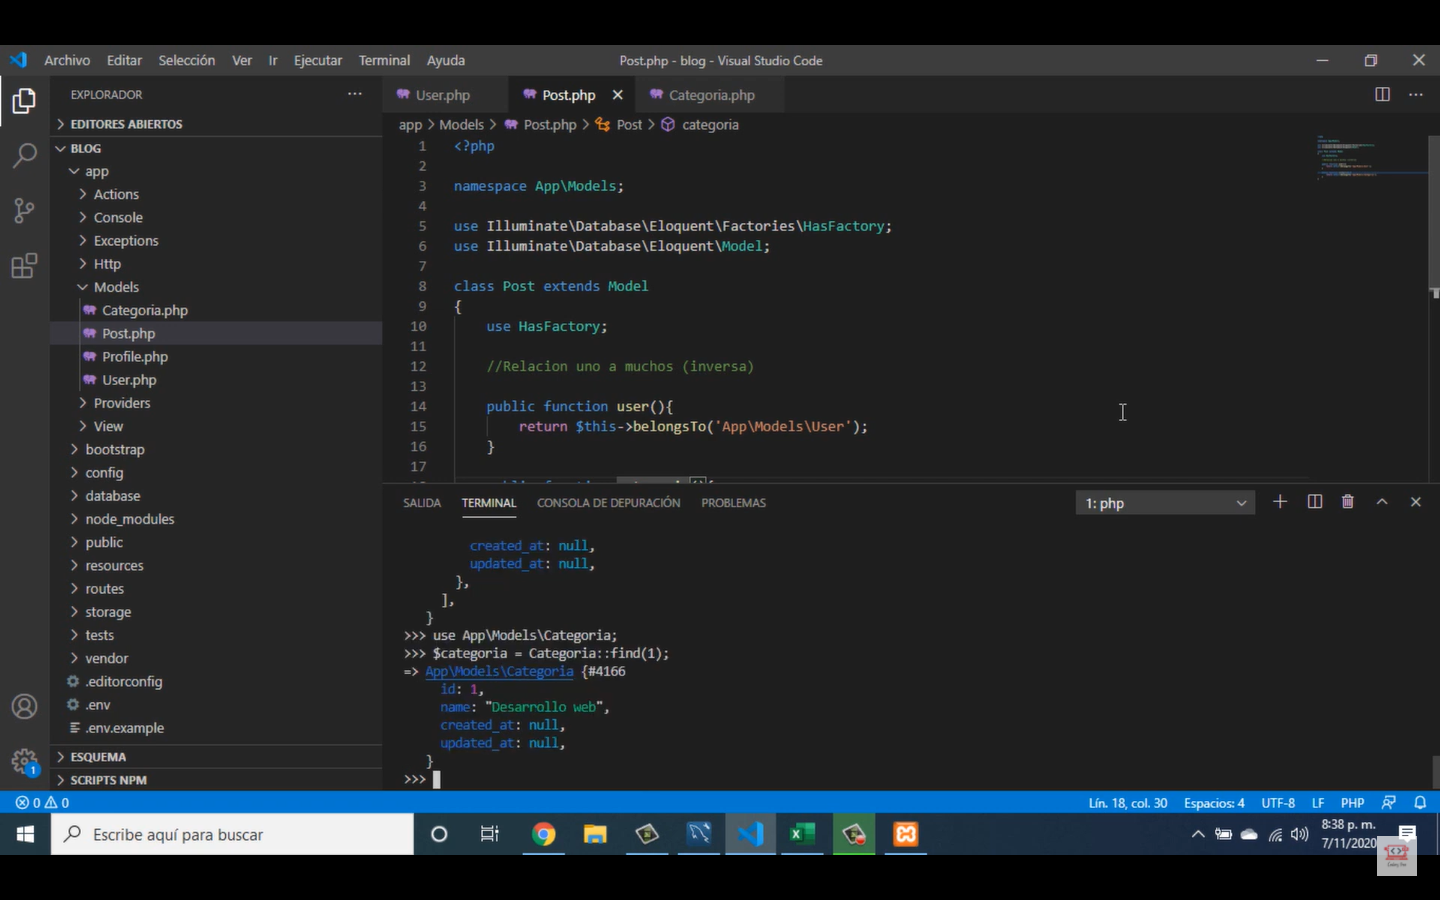 Archivo Editar Selección Ver Ir Ejecutar Terminal Ayuda
Post.php - blog - Visual Studio Code
EXPLORADOR
User.php
Post.php
Categoria.php
EDITORES ABIERTOS
app > Models > Post.php > Post > categoria
BLOG
app
Actions
Console
Exceptions
Http
Models
Categoria.php
Post.php
Profile.php
User.php
Providers
View
bootstrap
config
database
node_modules
public
resources
routes
storage
tests
vendor
.editorconfig
.env
.env.example
ESQUEMA
SCRIPTS NPM
1 <?php
2
3 namespace App\Models;
4
5 use Illuminate\Database\Eloquent\Factories\HasFactory;
6 use Illuminate\Database\Eloquent\Model;
7
8 class Post extends Model
9 {
10 use HasFactory;
11
12 //Relacion uno a muchos (inversa)
13
14 public function user(){
15 return $this->belongsTo('App\Models\User');
16 }
17
SALIDA TERMINAL CONSOLA DE DEPURACIÓN PROBLEMAS
1: php
created_at: null,
updated_at: null,
},
],
}
>>> use App\Models\Categoria;
>>> $categoria = Categoria::find(1);
=> App\Models\Categoria {#4166
id: 1,
name: "Desarrollo web",
created_at: null,
updated_at: null,
}
>>>
0 0
Lín. 18, col. 30 Espacios: 4 UTF-8 LF PHP
1
Escribe aquí para buscar
8:38 p. m.
7/11/2020